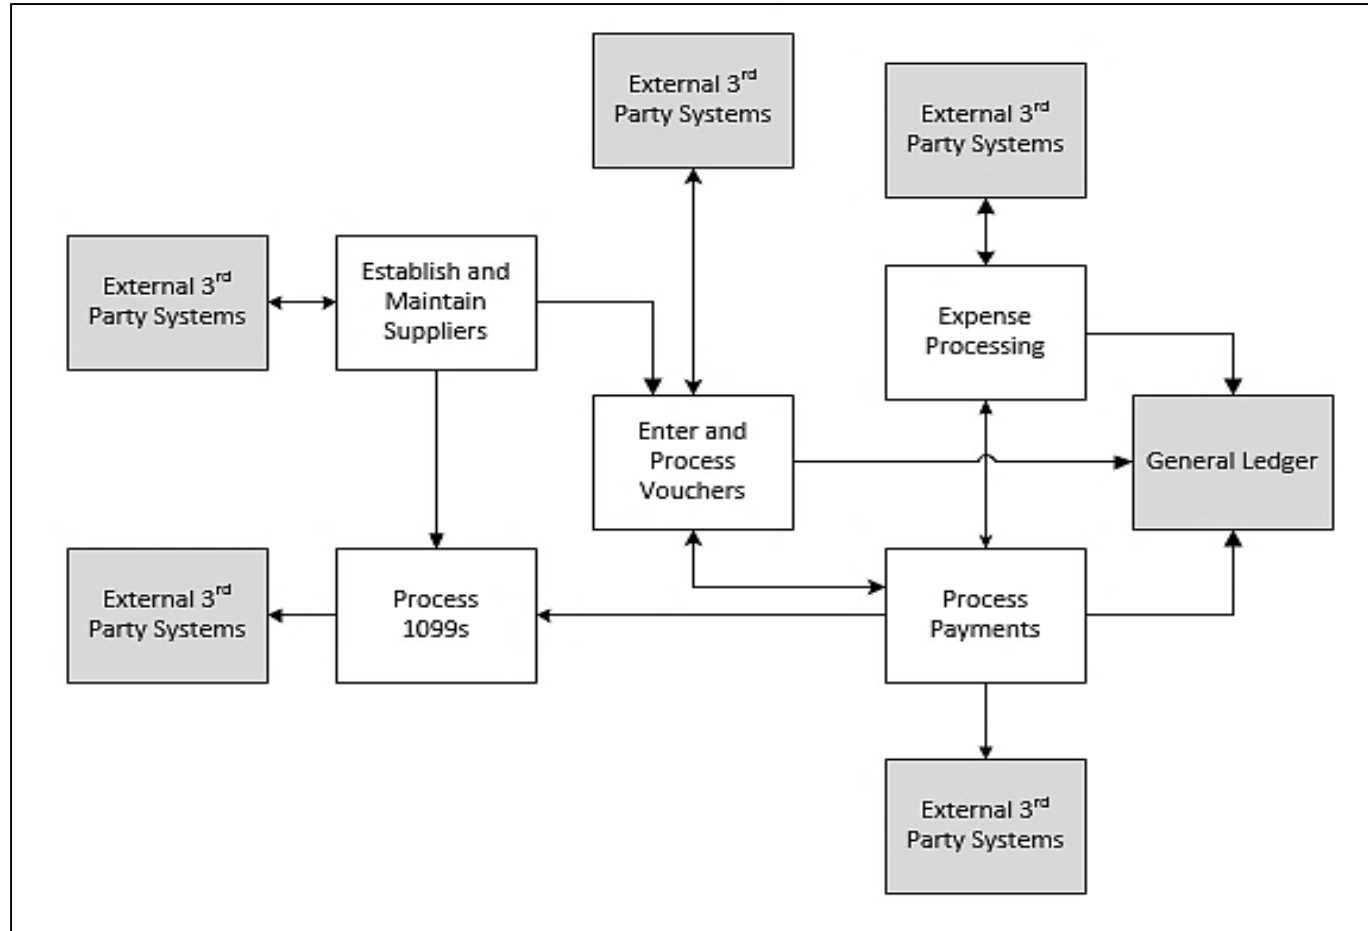 External 3rd
Party Systems
External 3rd
Party Systems
External 3rd
Party Systems
Establish and
Maintain
Suppliers
Expense
Processing
Enter and
Process
Vouchers
General Ledger
External 3rd
Party Systems
Process
1099s
Process
Payments
External 3rd
Party Systems